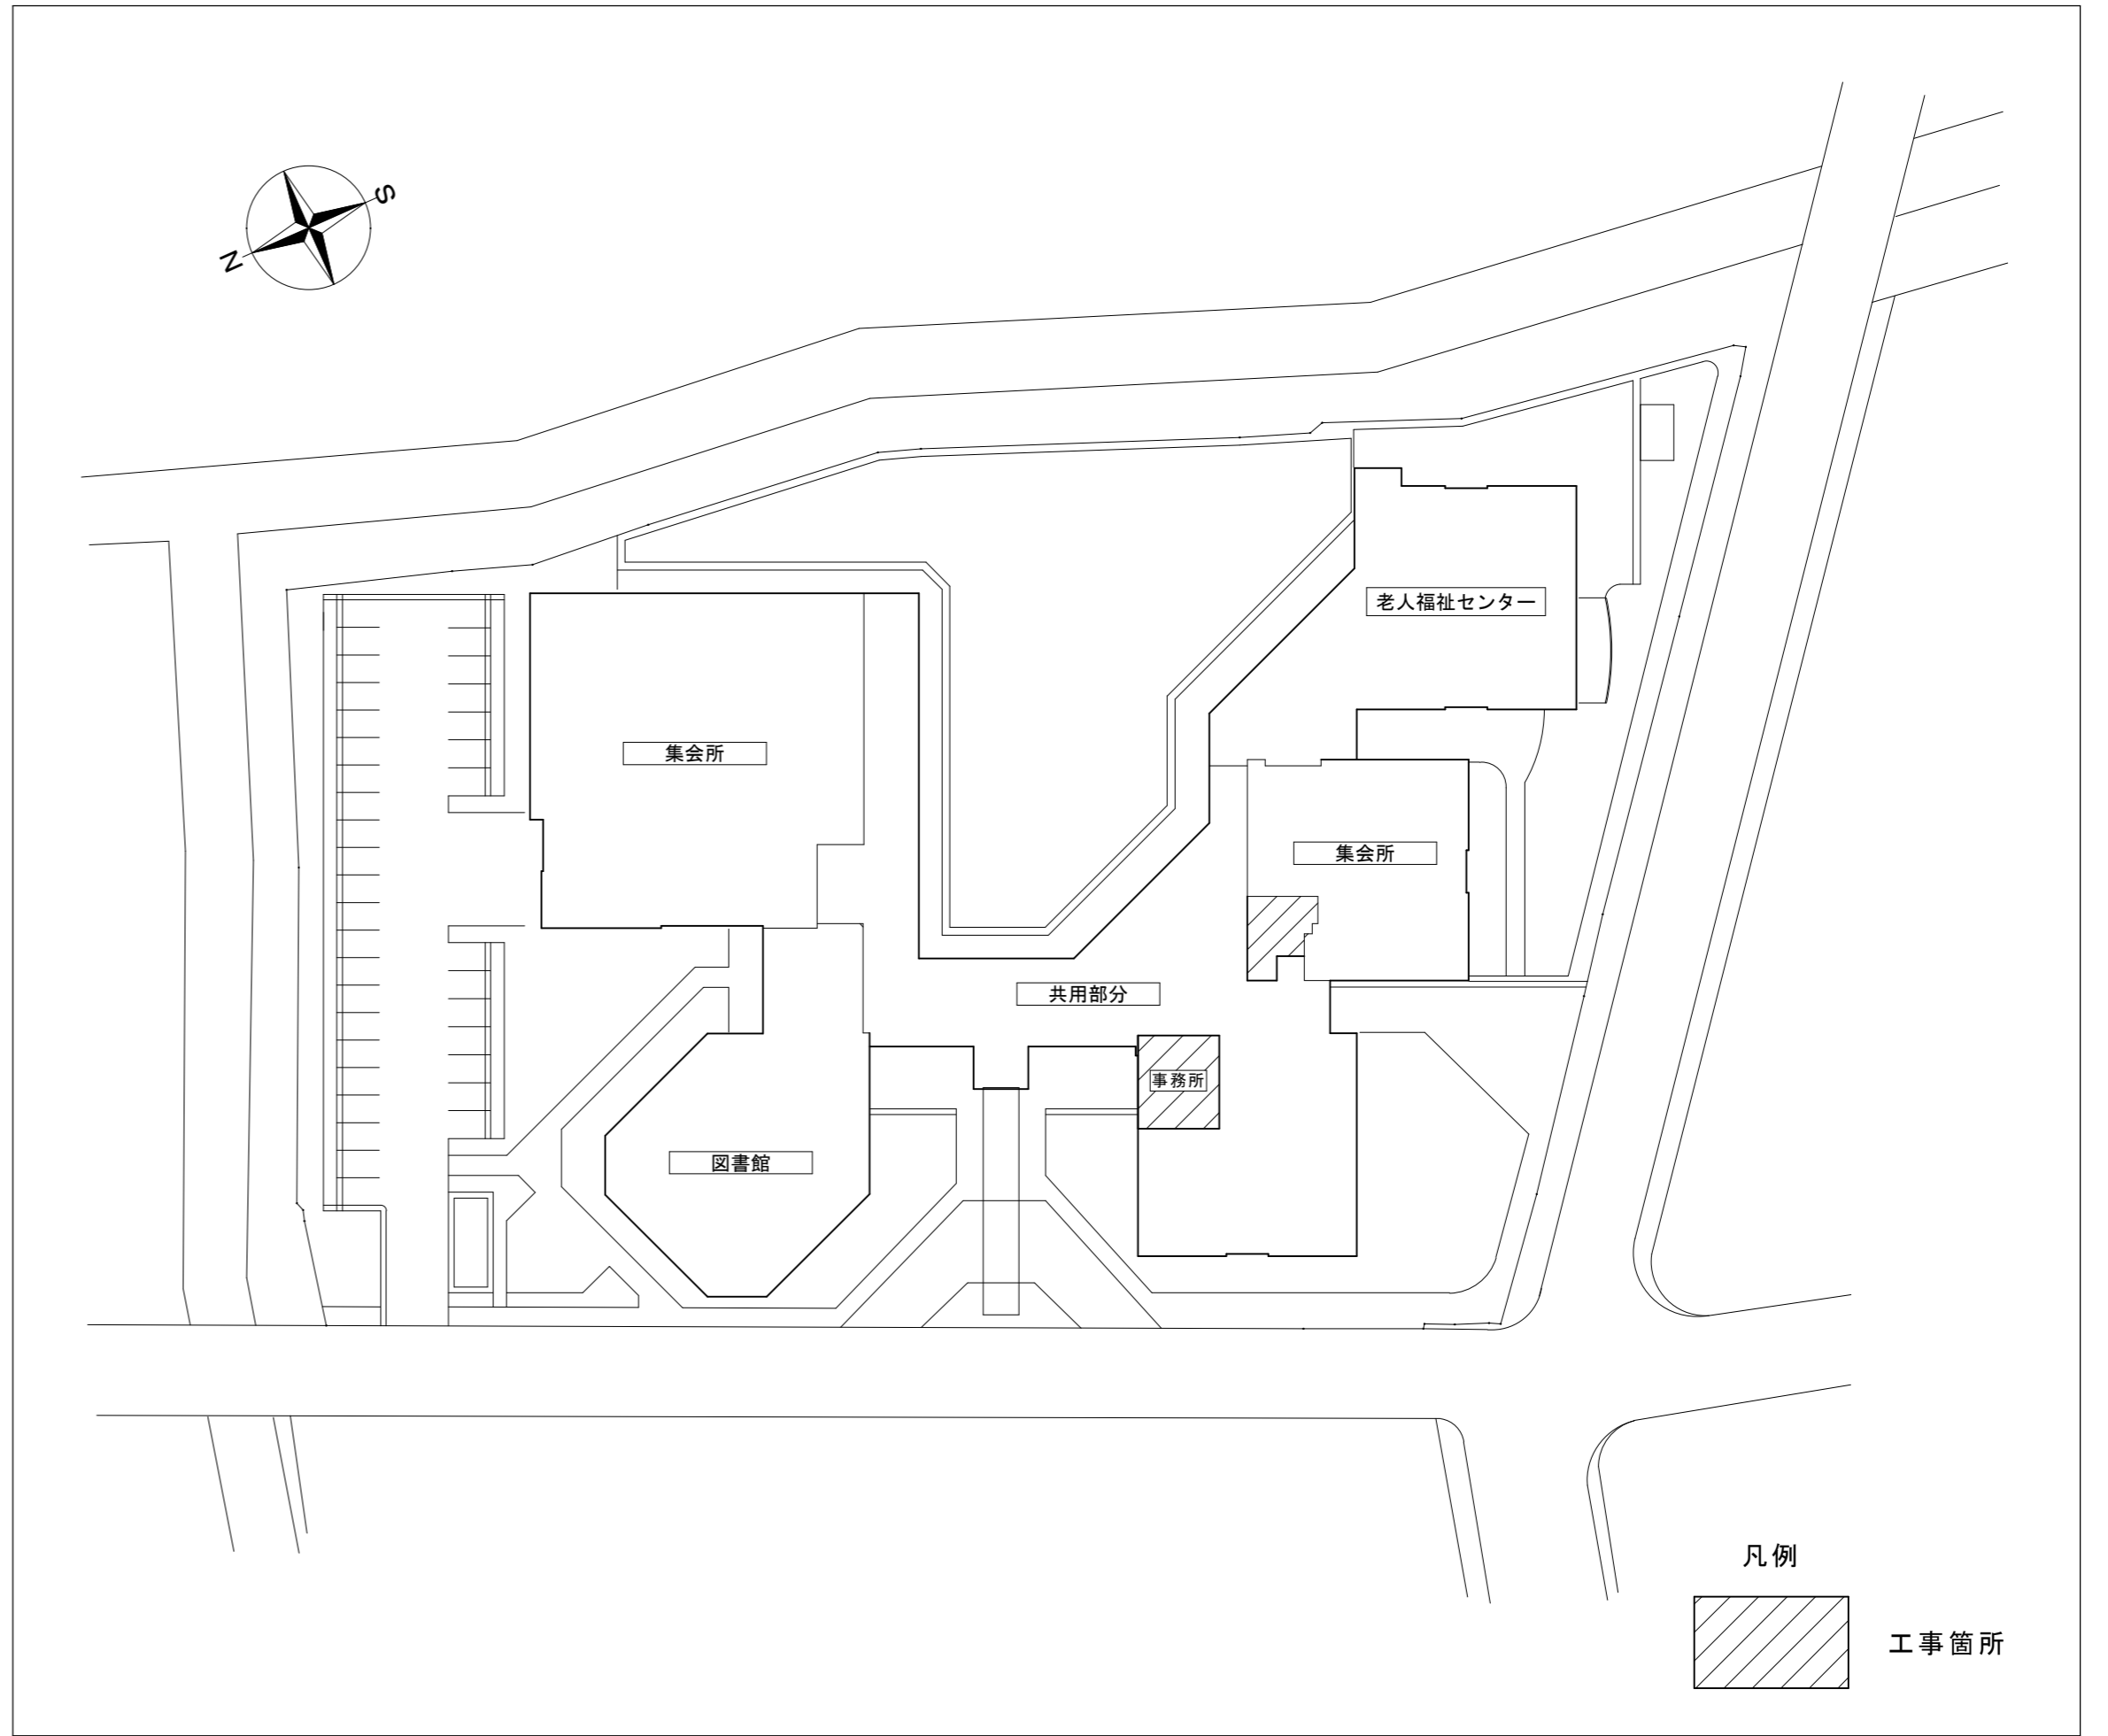 S
N
老人福祉センター
集会所
集会所
共用部分
事務所
図書館
凡例
工事箇所